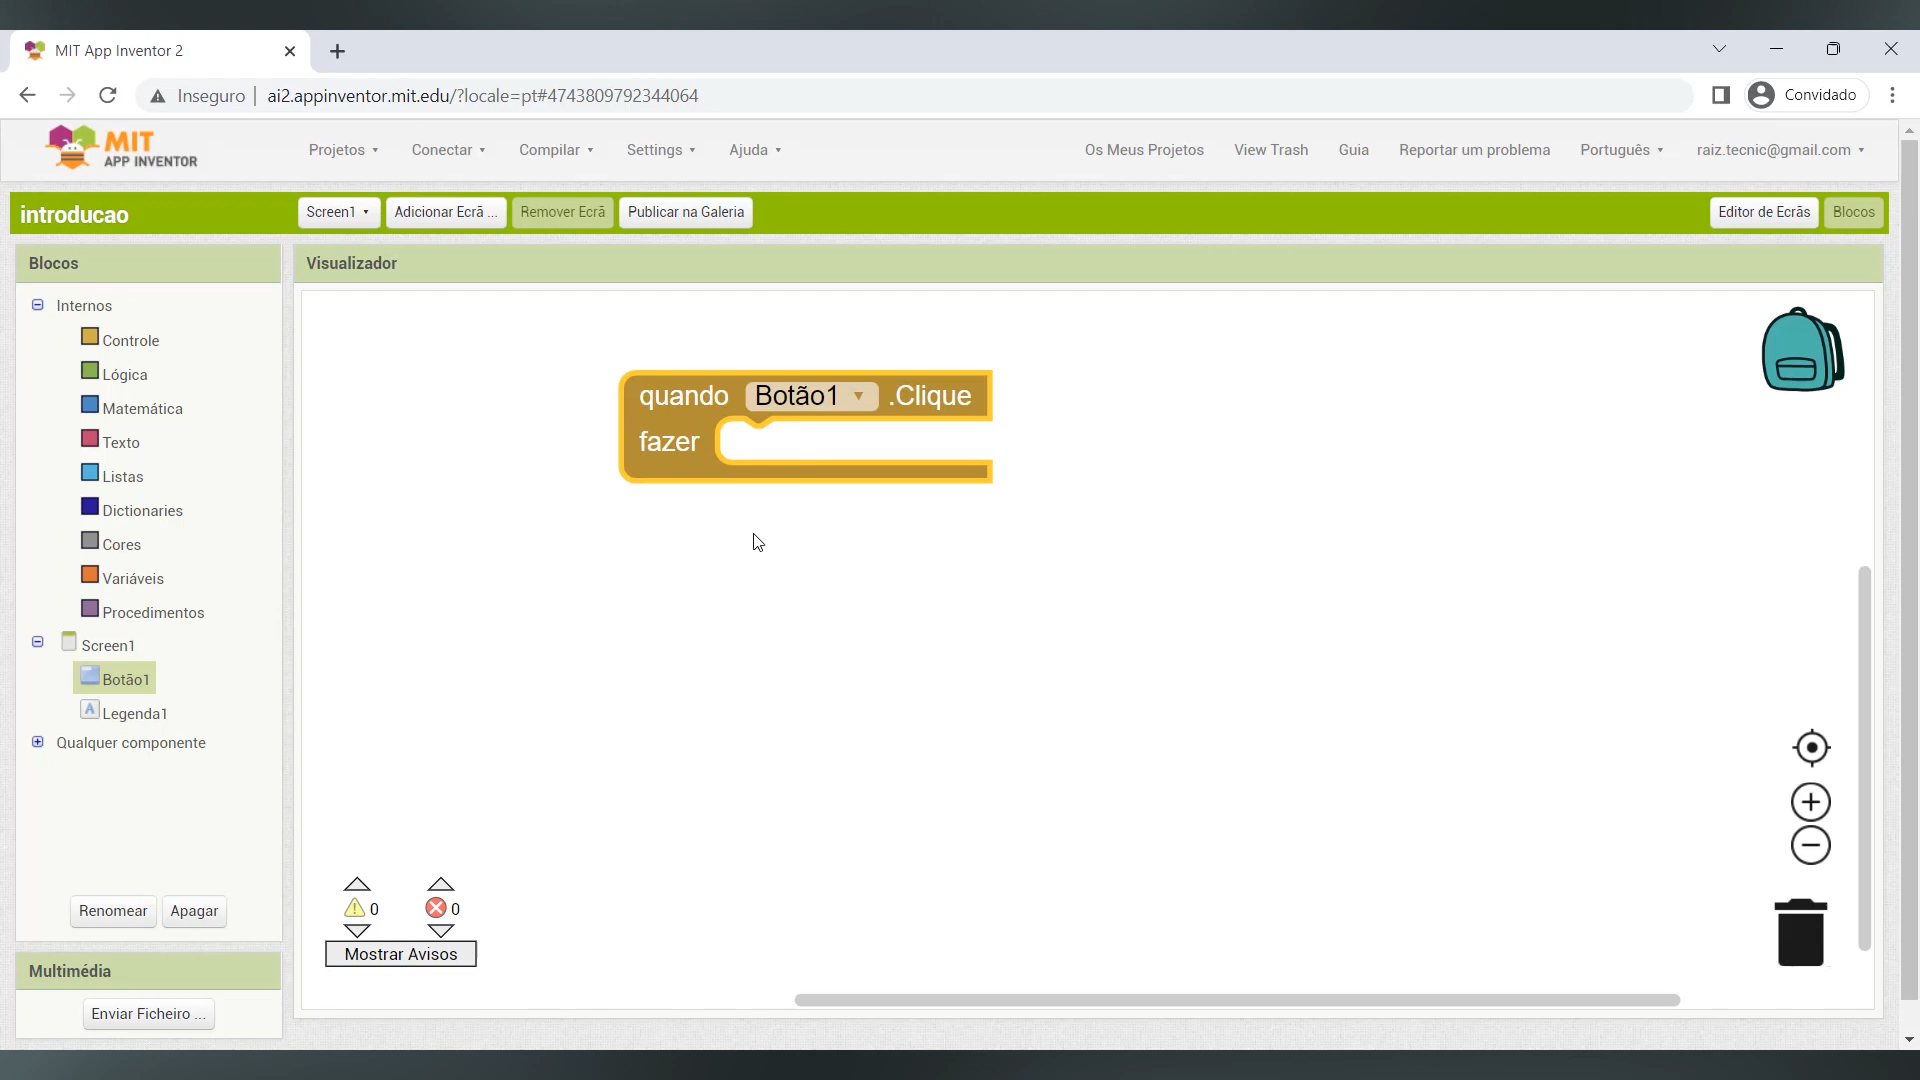 MIT App Inventor 2
Inseguro
ai2.appinventor.mit.edu/?locale=pt#4743809792344064
Convidado
MIT
APP INVENTOR
Projetos
Conectar
Compilar
Settings
Ajuda
Os Meus Projetos
View Trash
Guia
Reportar um problema
Português
raiz.tecnic@gmail.com
introducao
Screen1
Adicionar Ecrã ...
Remover Ecrã
Publicar na Galeria
Editor de Ecrãs
Blocos
Blocos
Visualizador
Internos
Controle
Lógica
Matemática
Texto
Listas
Dictionaries
Cores
Variáveis
Procedimentos
Screen1
Botão1
A Legenda1
Qualquer componente
Renomear
Apagar
Multimédia
Enviar Ficheiro ...
quando Botão1 .Clique
fazer
0
0
Mostrar Avisos